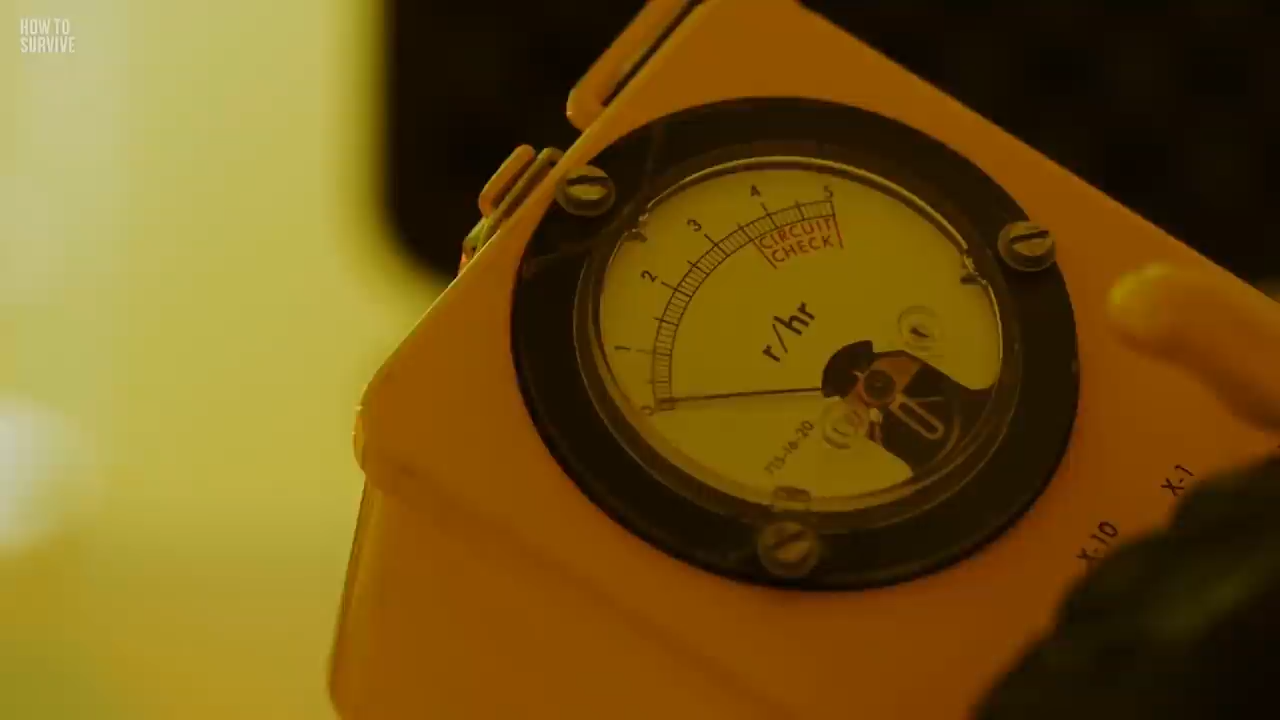 HOW TO
SURVIVE
0
1
2
3
4
5
CIRCUIT
CHECK
r/hr
X-1
X-10